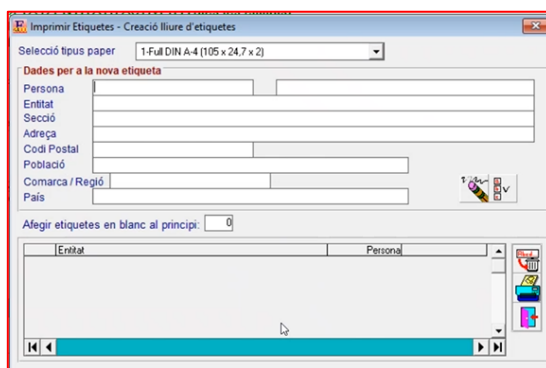 Imprimir Etiquetes - Creació lliure d'etiquetes
Selecció tipus paper 1-Full DIN A-4 (105 x 24,7 x 2)
Dades per a la nova etiqueta
Persona
Entitat
Secció
Adreça
Codi Postal
Població
Comarca / Regió
País
Afegir etiquetes en blanc al principi: 0
Entitat Persona